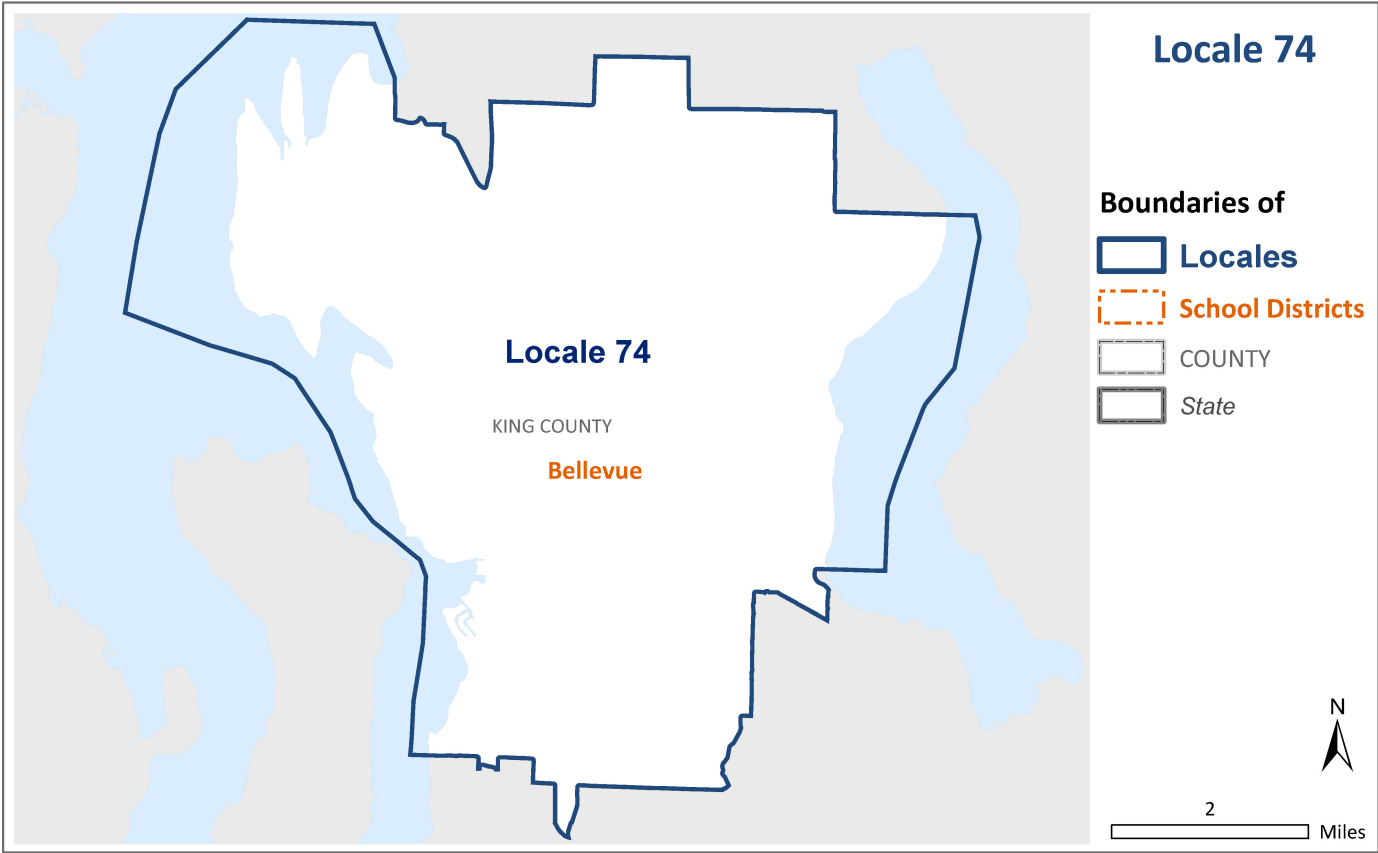 Locale 74
Boundaries of
Locales
School Districts
COUNTY
State
Locale 74
KING COUNTY
Bellevue
N
2
Miles